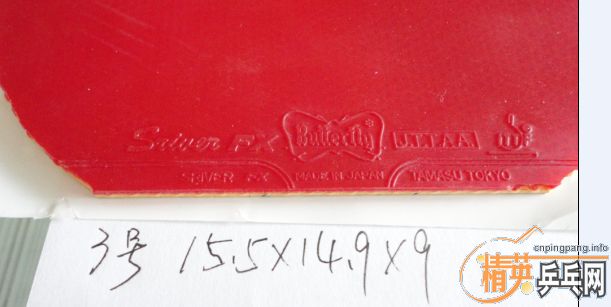 Sriver FX Butterfly J.T.T.A.A.
SRIVER FX MADE IN JAPAN TAMASU TOKYO
3号 15.5×14.9×9
cnpingpang.info
精英乒乓网